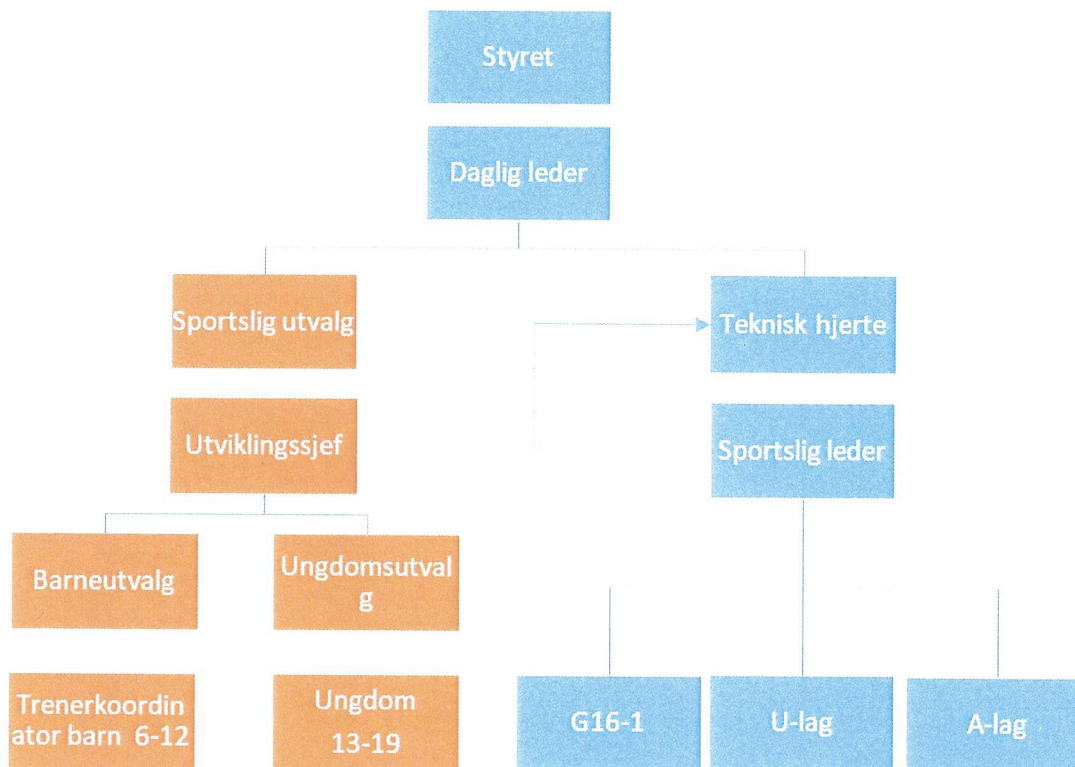 Styret
Daglig leder
Sportslig utvalg
Teknisk hjerte
Utviklingssjef
Sportslig leder
Barneutvalg
Ungdomsutval
g
Trenerkoordin
ator barn 6-12
Ungdom
13-19
G16-1
U-lag
A-lag